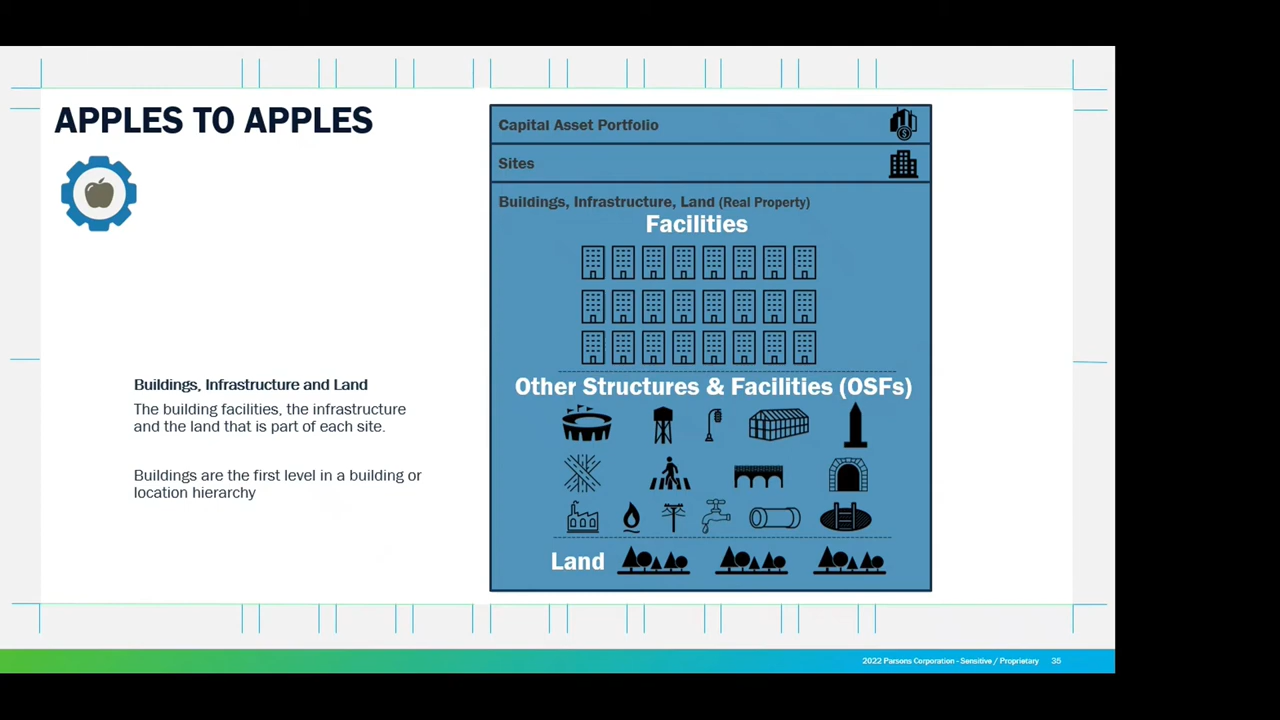 APPLES TO APPLES
Buildings, Infrastructure and Land
The building facilities, the infrastructure
and the land that is part of each site.
Buildings are the first level in a building or
location hierarchy
Capital Asset Portfolio
Sites
Buildings, Infrastructure, Land (Real Property)
Facilities
Other Structures & Facilities (OSFs)
Land
2022 Parsons Corporation - Sensitive / Proprietary 35